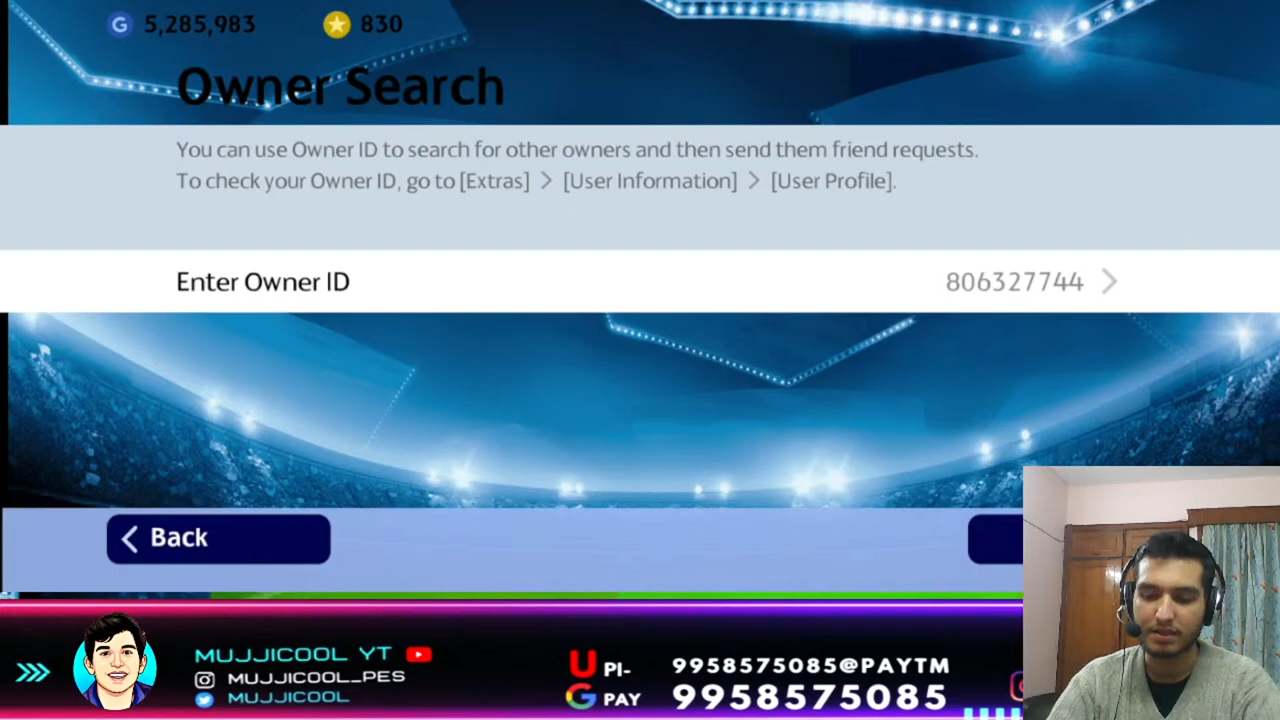 5,285,983 830
Owner Search
You can use Owner ID to search for other owners and then send them friend requests.
To check your Owner ID, go to [Extras] > [User Information] > [User Profile].
Enter Owner ID 806327744
Back
MUJJICOOL YT
MUJJICOOL_PES
MUJJICOOL
U PI- 9958575085@PAYTM
G PAY 9958575085